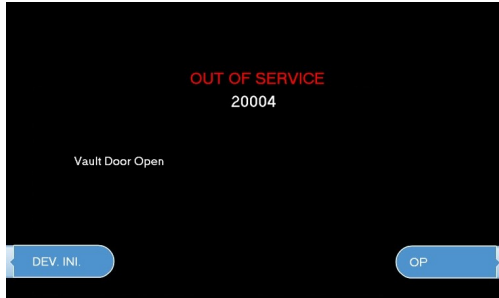 OUT OF SERVICE
20004
Vault Door Open
DEV. INI.
OP